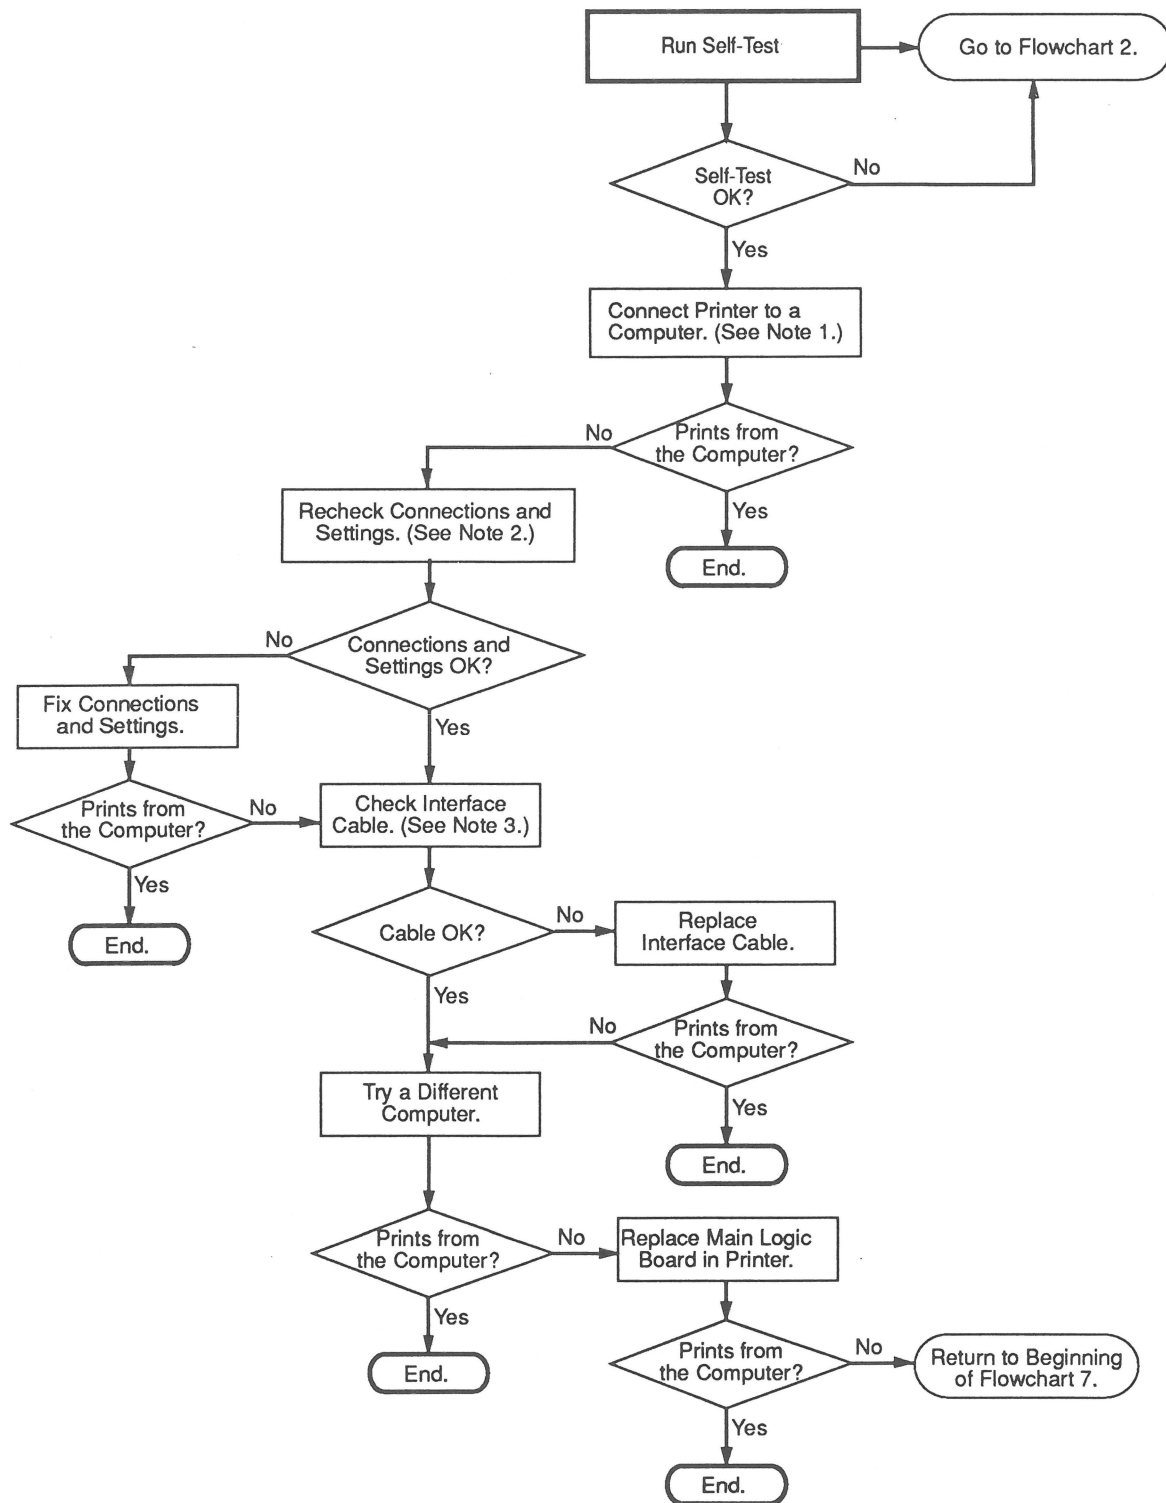 Run Self-Test
Go to Flowchart 2.
Self-Test
OK?
No
Yes
Connect Printer to a
Computer. (See Note 1.)
Prints from
the Computer?
No
Yes
End.
Recheck Connections and
Settings. (See Note 2.)
Connections and
Settings OK?
No
Yes
Fix Connections
and Settings.
Prints from
the Computer?
No
Yes
End.
Check Interface
Cable. (See Note 3.)
Cable OK?
No
Yes
Replace
Interface Cable.
Prints from
the Computer?
No
Yes
End.
Try a Different
Computer.
Prints from
the Computer?
No
Yes
End.
Replace Main Logic
Board in Printer.
Prints from
the Computer?
No
Yes
End.
Return to Beginning
of Flowchart 7.